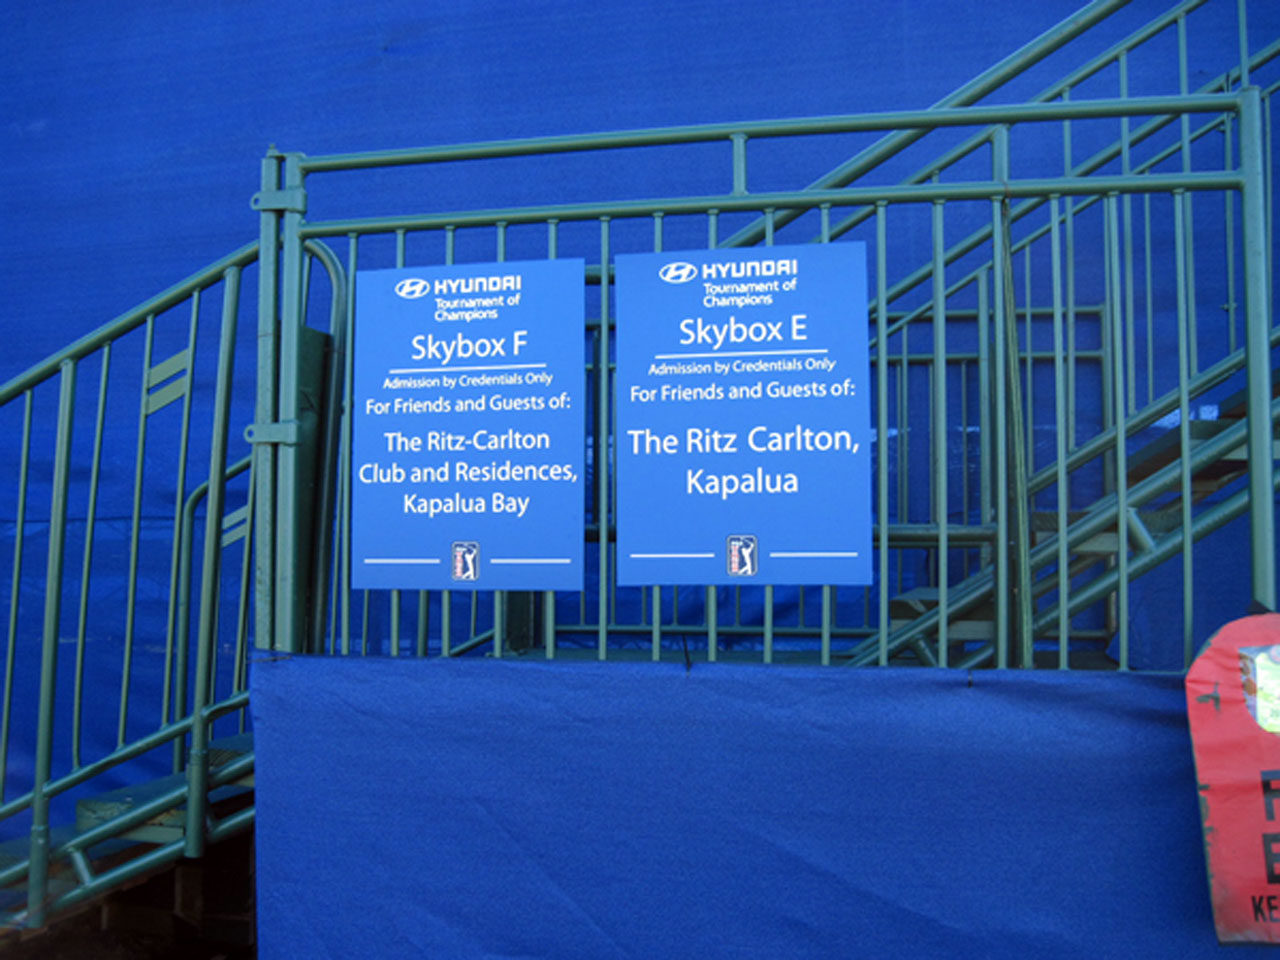 HYUNDAI
Tournament of
Champions
Skybox F
Admission by Credentials Only
For Friends and Guests of:
The Ritz-Carlton
Club and Residences,
Kapalua Bay
HYUNDAI
Tournament of
Champions
Skybox E
Admission by Credentials Only
For Friends and Guests of:
The Ritz Carlton,
Kapalua
KE